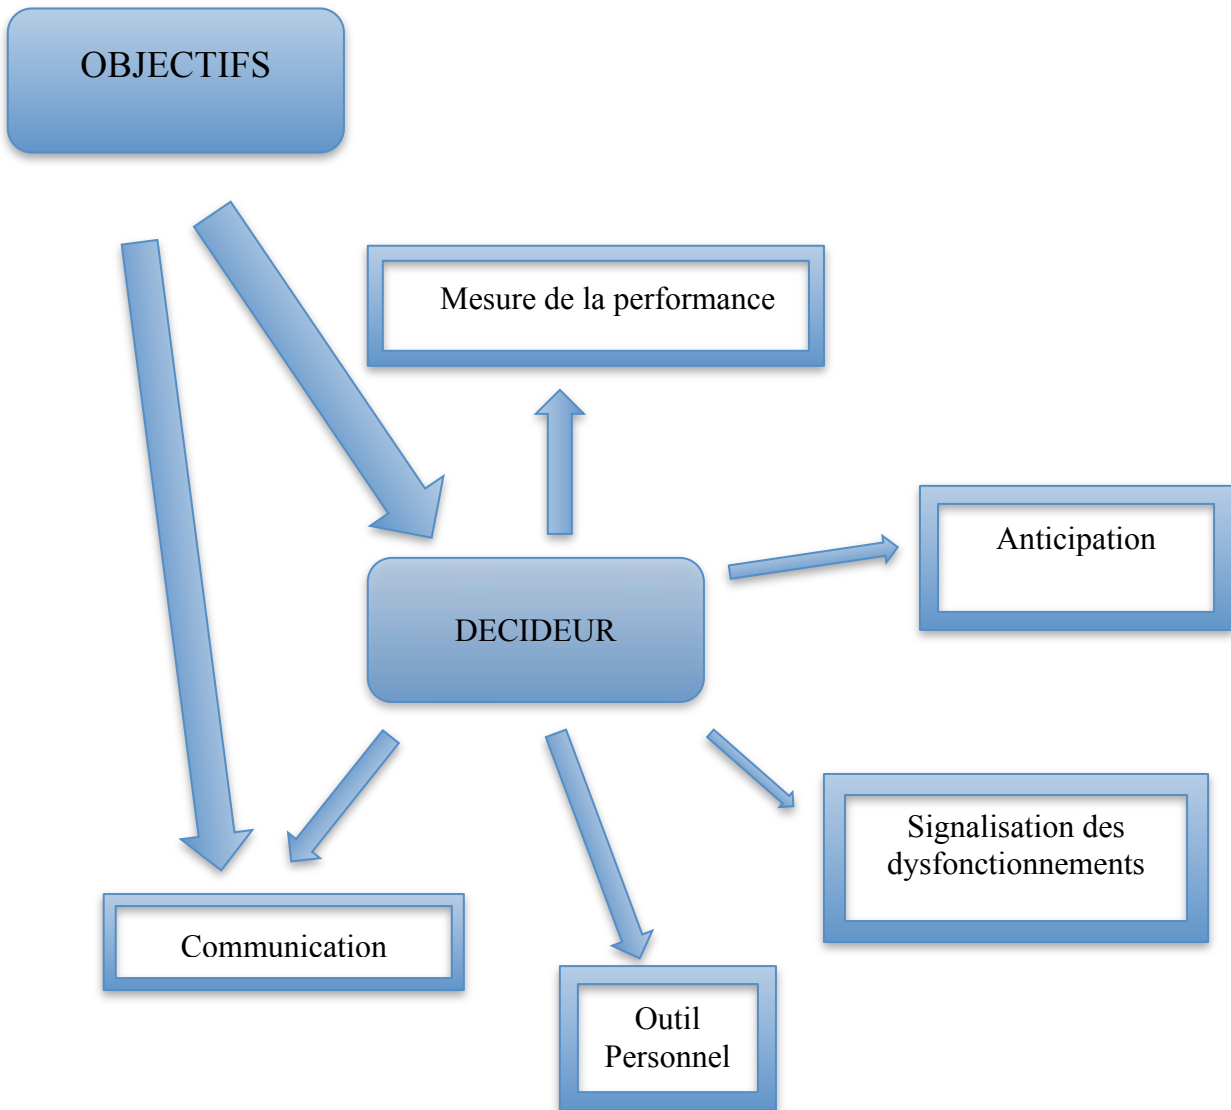 OBJECTIFS
Mesure de la performance
Anticipation
DECIDEUR
Signalisation des
dysfonctionnements
Communication
Outil
Personnel